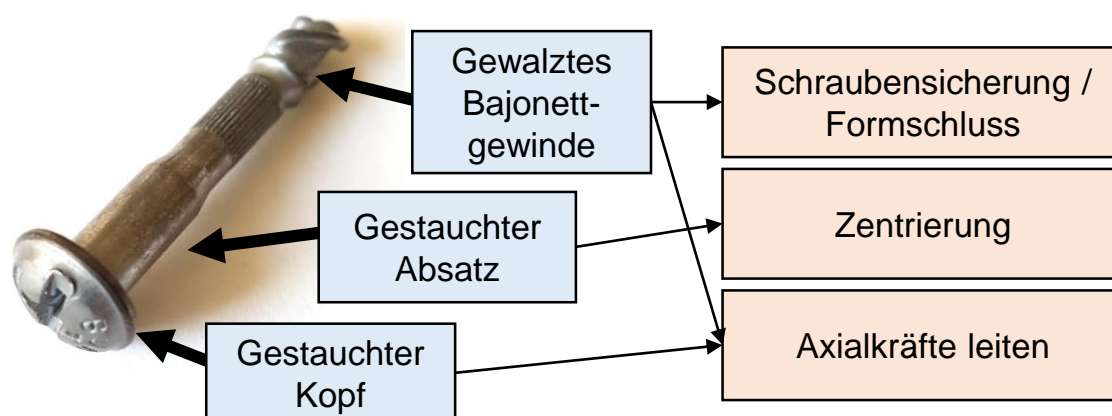 Gewalztes
Bajonett-
gewinde
Schraubensicherung /
Formschluss
Gestauchter
Absatz
Zentrierung
Gestauchter
Kopf
Axialkräfte leiten